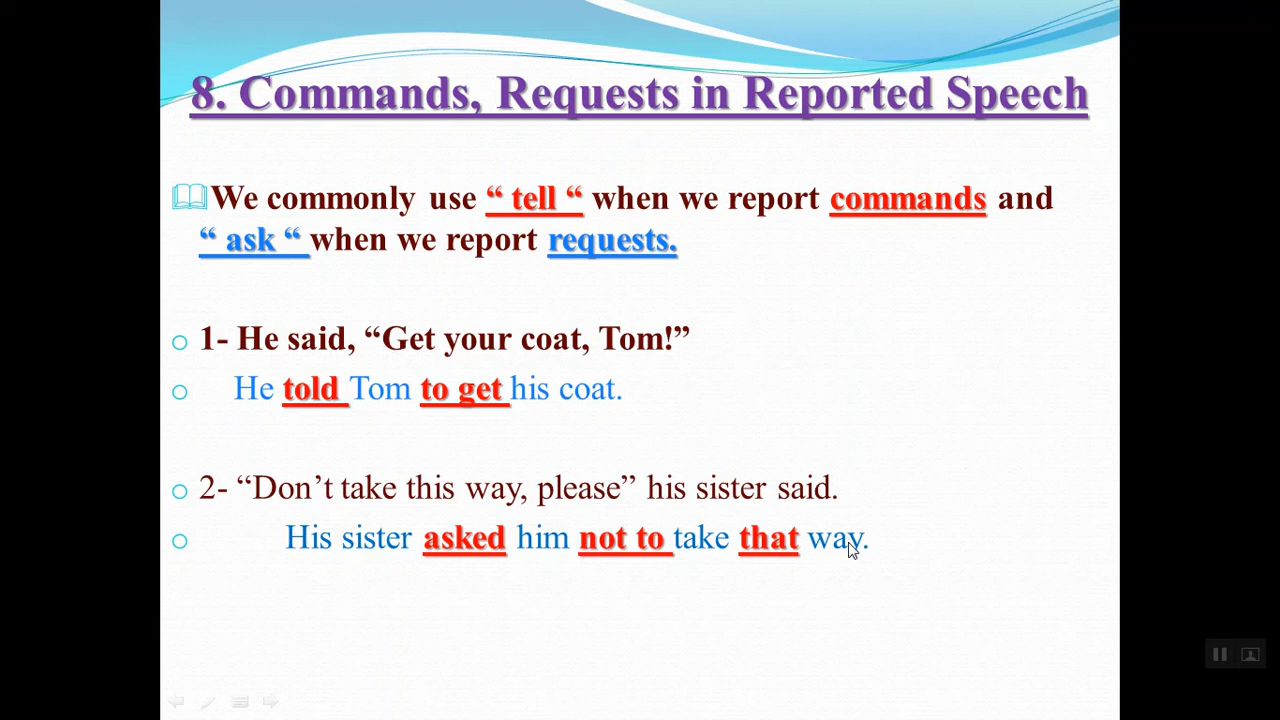 8. Commands, Requests in Reported Speech
We commonly use “ tell “ when we report commands and
“ ask “ when we report requests.
1- He said, “Get your coat, Tom!”
He told Tom to get his coat.
2- “Don’t take this way, please” his sister said.
His sister asked him not to take that way.